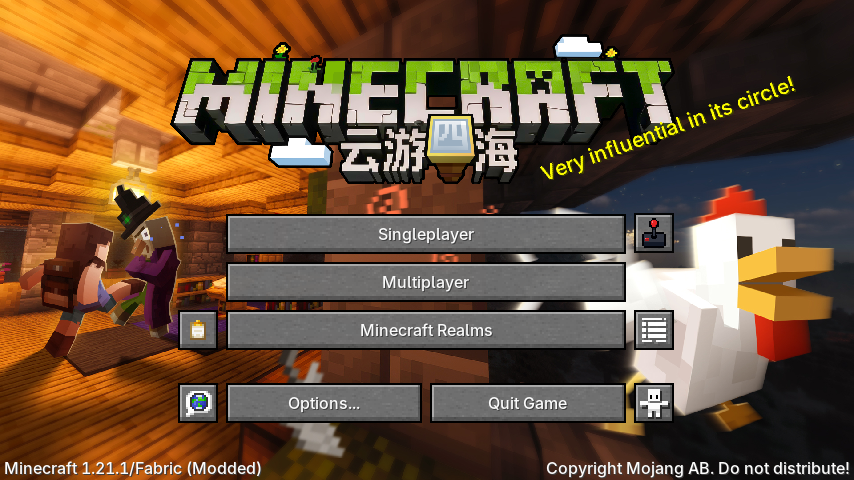 MINECRAFT
云游四海
Very influential in its circle!
Singleplayer
Multiplayer
Minecraft Realms
Options...
Quit Game
Minecraft 1.21.1/Fabric (Modded)
Copyright Mojang AB. Do not distribute!